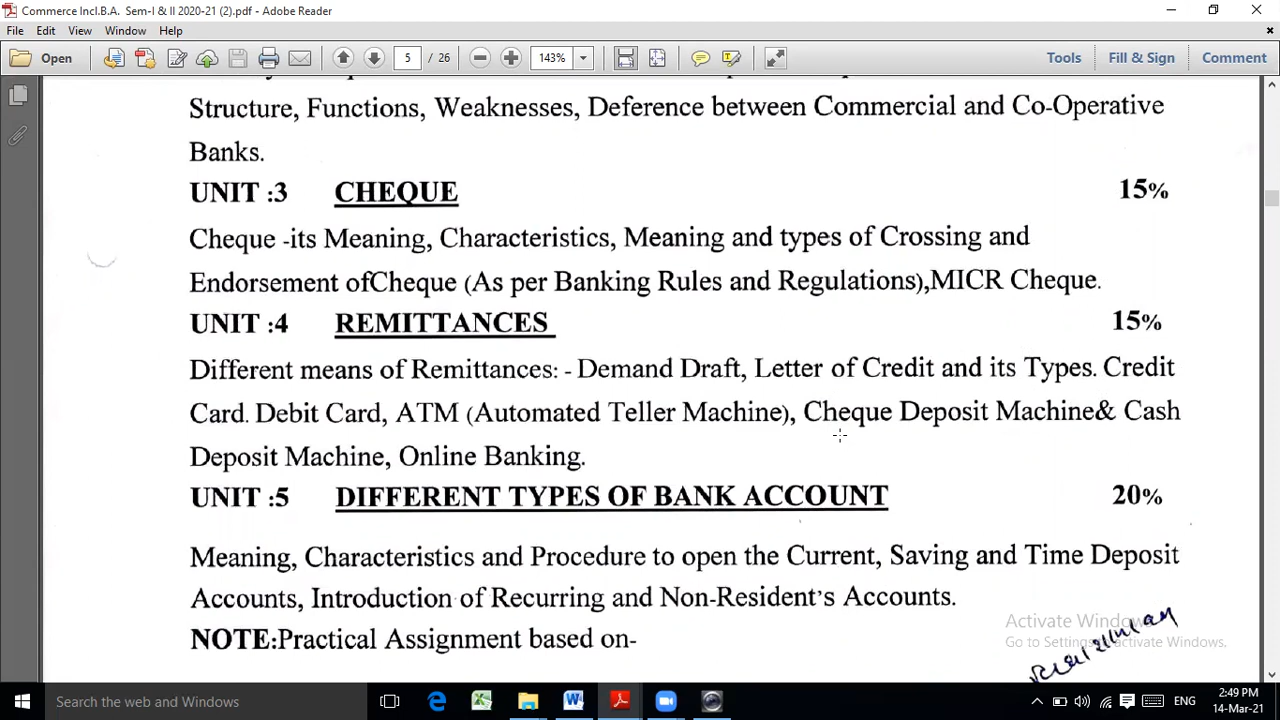 Commerce Incl.B.A. Sem-I & II 2020-21 (2).pdf - Adobe Reader
File Edit View Window Help
Open 5 / 26 143% Tools Fill & Sign Comment
Structure, Functions, Weaknesses, Deference between Commercial and Co-Operative
Banks.
UNIT :3 CHEQUE 15%
Cheque -its Meaning, Characteristics, Meaning and types of Crossing and
Endorsement ofCheque (As per Banking Rules and Regulations),MICR Cheque.
UNIT :4 REMITTANCES 15%
Different means of Remittances: - Demand Draft, Letter of Credit and its Types. Credit
Card. Debit Card, ATM (Automated Teller Machine), Cheque Deposit Machine& Cash
Deposit Machine, Online Banking.
UNIT :5 DIFFERENT TYPES OF BANK ACCOUNT 20%
Meaning, Characteristics and Procedure to open the Current, Saving and Time Deposit
Accounts, Introduction of Recurring and Non-Resident's Accounts.
NOTE:Practical Assignment based on-
Activate Windows
Go to Settings to activate Windows.
Search the web and Windows
ENG
2:49 PM
14-Mar-21